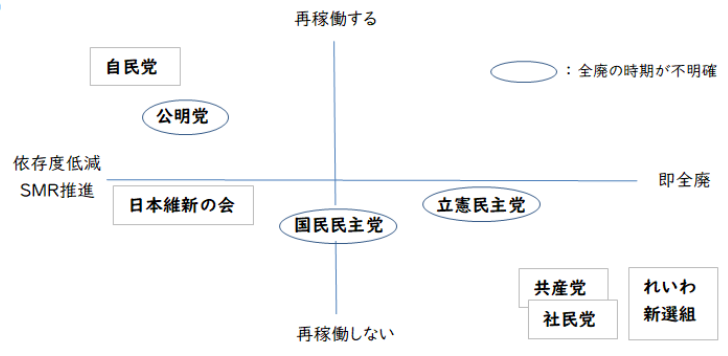 再稼働する
自民党
：全廃の時期が不明確
公明党
依存度低減
SMR推進
即全廃
日本維新の会
立憲民主党
国民民主党
共産党
社民党
れいわ
新選組
再稼働しない